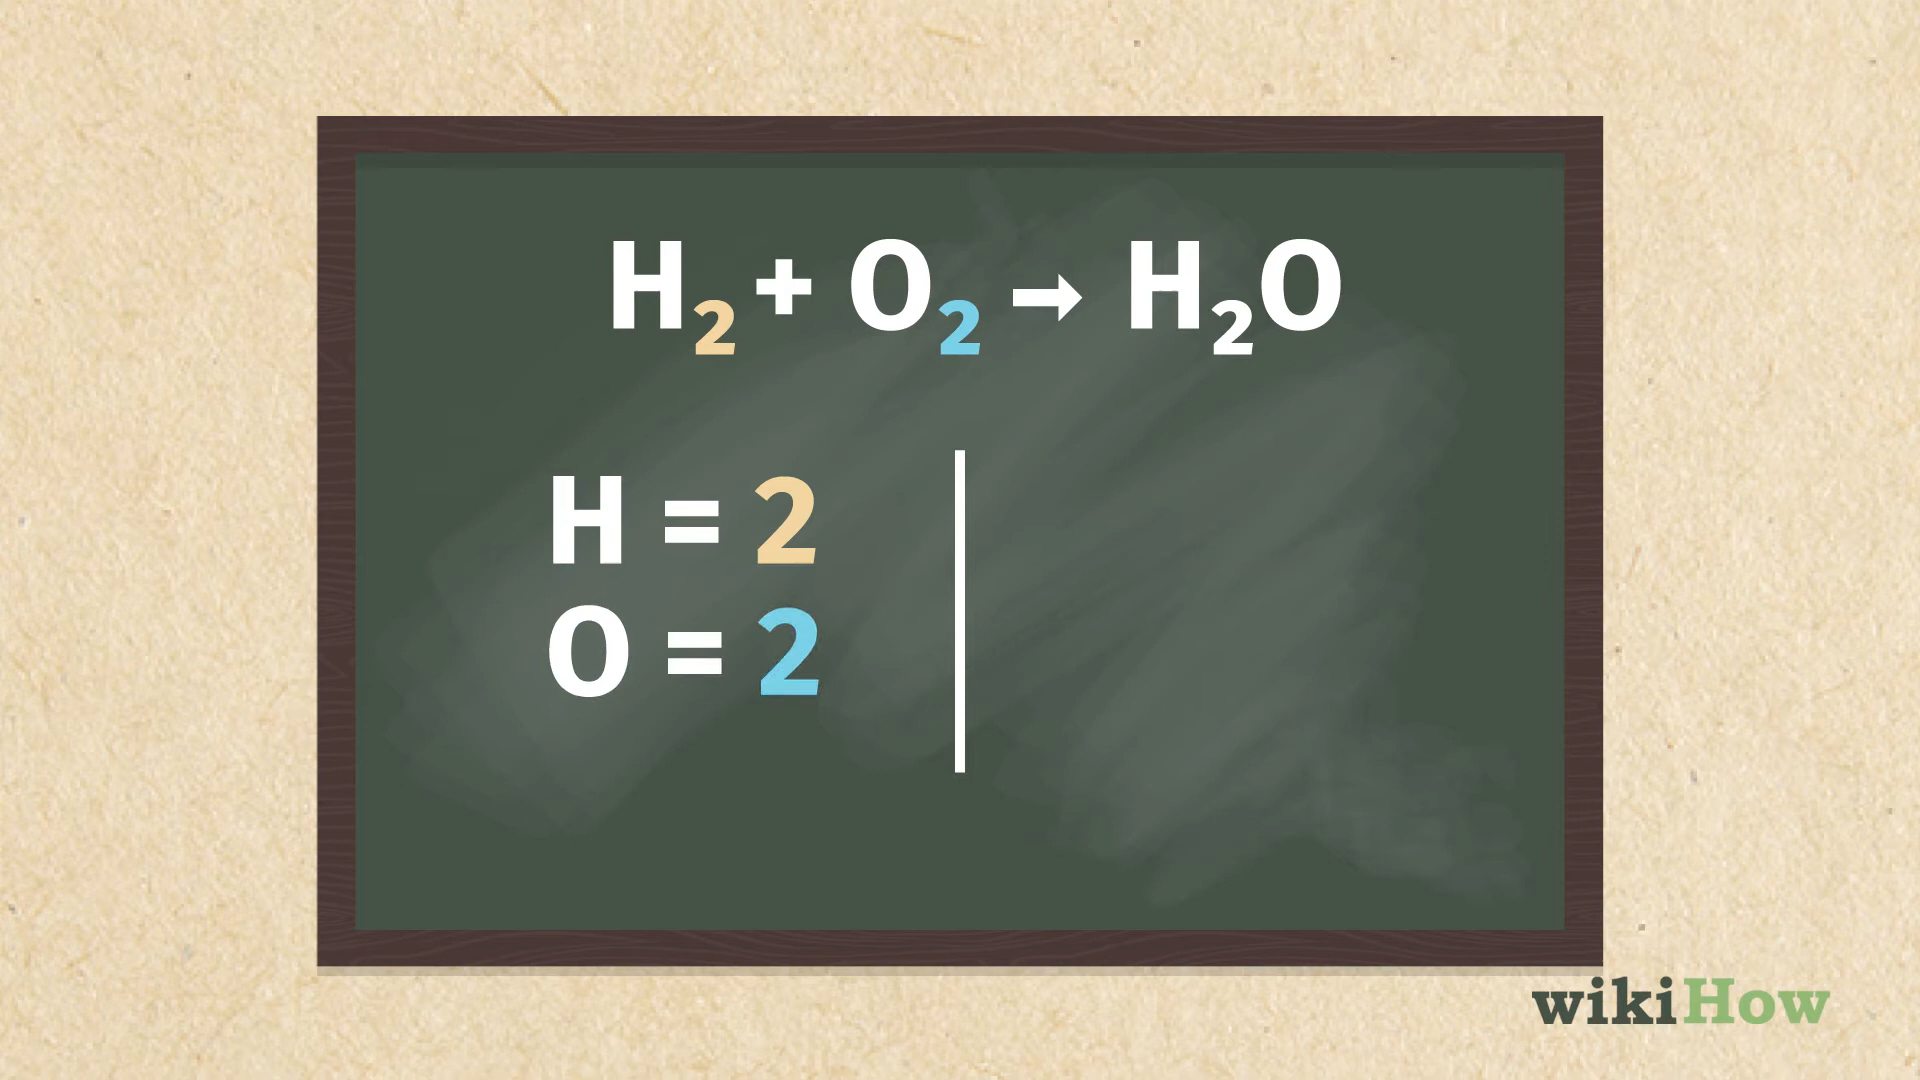 H₂ + O₂ → H₂O
H = 2
O = 2
wikiHow